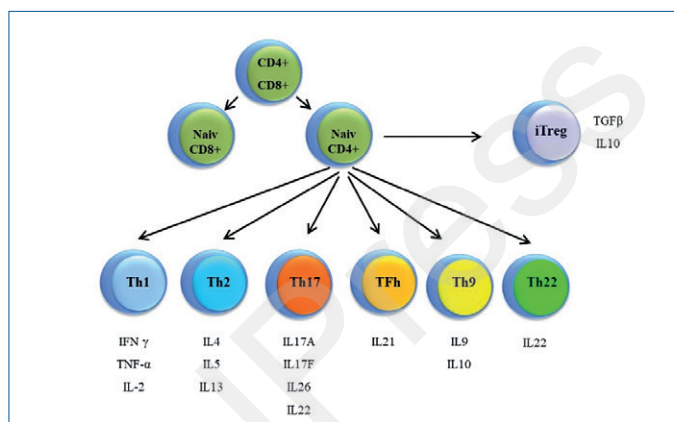 CD4+
CD8+
Naiv
CD8+
Naiv
CD4+
iTreg
TGFβ
IL10
Th1
Th2
Th17
TFh
Th9
Th22
IFN γ
TNF-α
IL-2
IL4
IL5
IL13
IL17A
IL17F
IL26
IL22
IL21
IL9
IL10
IL22
Press